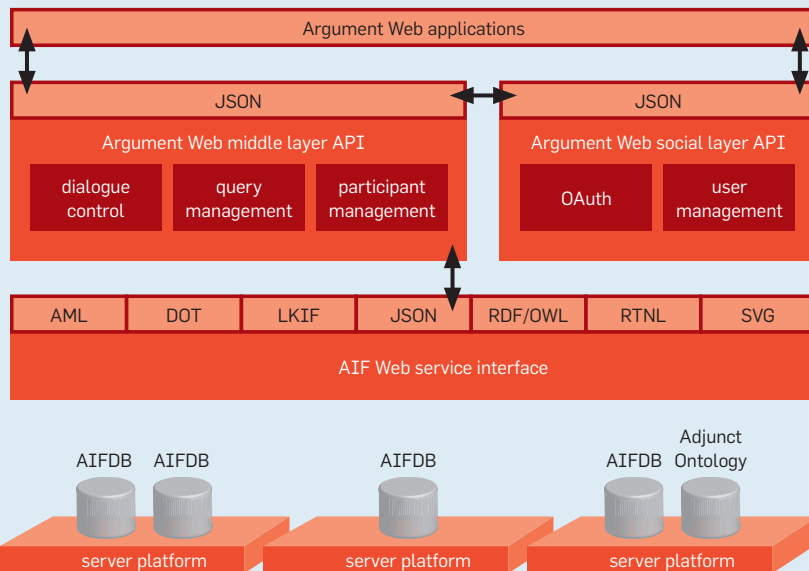 Argument Web applications
JSON
JSON
Argument Web middle layer API
Argument Web social layer API
dialogue
control
query
management
participant
management
OAuth
user
management
AML
DOT
LKIF
JSON
RDF/OWL
RTNL
SVG
AIF Web service interface
AIFDB
AIFDB
AIFDB
AIFDB
Adjunct
Ontology
server platform
server platform
server platform